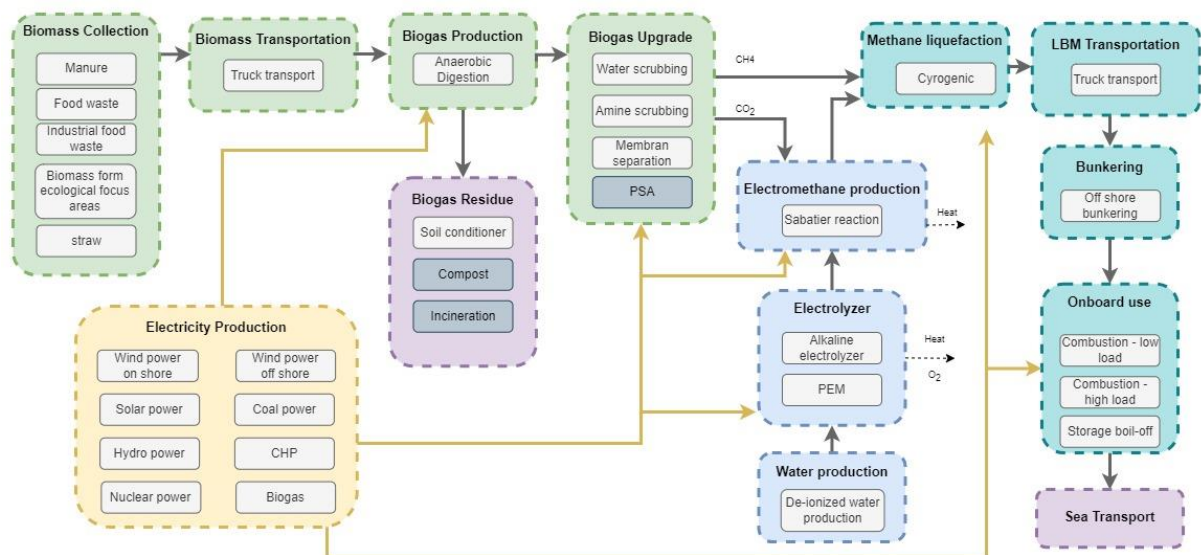 Biomass Collection
Manure
Food waste
Industrial food
waste
Biomass form
ecological focus
areas
straw
Biomass Transportation
Truck transport
Biogas Production
Anaerobic
Digestion
Biogas Upgrade
Water scrubbing
Amine scrubbing
Membran
separation
PSA
CH4
CO2
Methane liquefaction
Cyrogenic
LBM Transportation
Truck transport
Biogas Residue
Soil conditioner
Compost
Incineration
Electromethane production
Sabatier reaction
Heat
Bunkering
Off shore
bunkering
Electricity Production
Wind power
on shore
Wind power
off shore
Solar power
Coal power
Hydro power
CHP
Nuclear power
Biogas
Electrolyzer
Alkaline
electrolyzer
PEM
Heat
O2
Onboard use
Combustion - low
load
Combustion -
high load
Storage boil-off
Water production
De-ionized water
production
Sea Transport